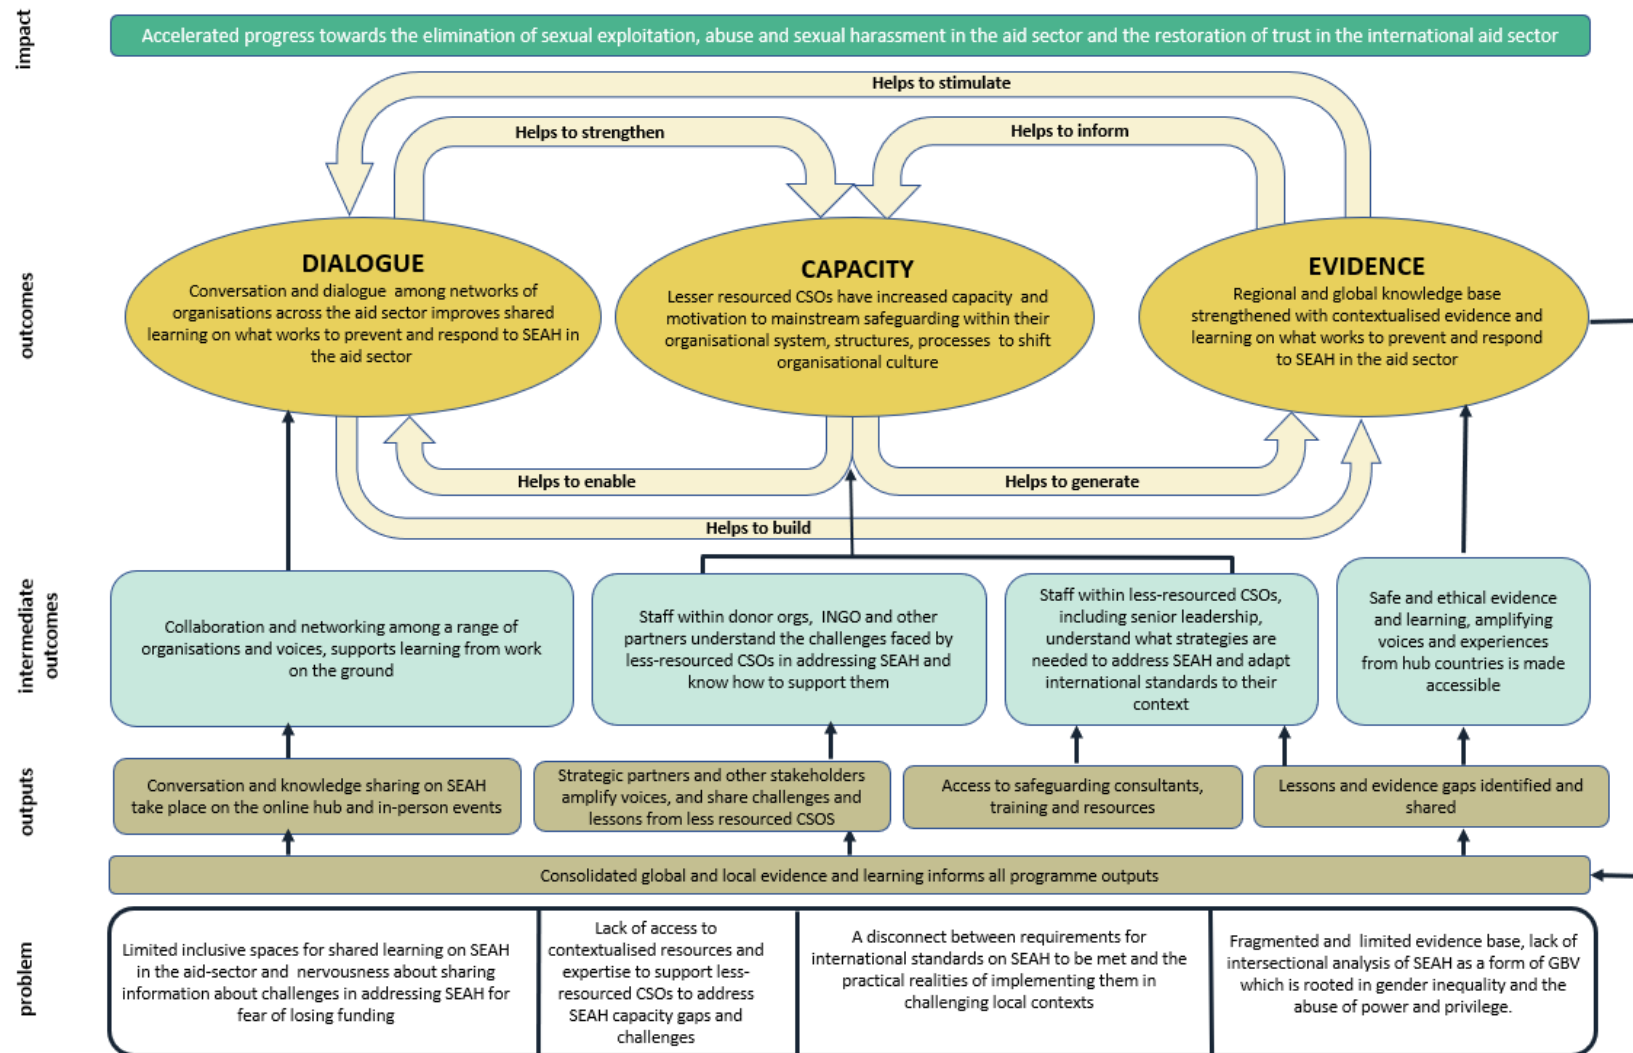 impact
Accelerated progress towards the elimination of sexual exploitation, abuse and sexual harassment in the aid sector and the restoration of trust in the international aid sector
Helps to stimulate
Helps to strengthen
Helps to inform
outcomes
DIALOGUE
Conversation and dialogue among networks of
organisations across the aid sector improves shared
learning on what works to prevent and respond to SEAH in
the aid sector
CAPACITY
Lesser resourced CSOs have increased capacity and
motivation to mainstream safeguarding within their
organisational system, structures, processes to shift
organisational culture
EVIDENCE
Regional and global knowledge base
strengthened with contextualised evidence and
learning on what works to prevent and respond
to SEAH in the aid sector
Helps to enable
Helps to generate
Helps to build
intermediate
outcomes
Collaboration and networking among a range of
organisations and voices, supports learning from work
on the ground
Staff within donor orgs, INGO and other
partners understand the challenges faced by
less-resourced CSOs in addressing SEAH and
know how to support them
Staff within less-resourced CSOs,
including senior leadership,
understand what strategies are
needed to address SEAH and adapt
international standards to their
context
Safe and ethical evidence
and learning, amplifying
voices and experiences
from hub countries is made
accessible
outputs
Conversation and knowledge sharing on SEAH
take place on the online hub and in-person events
Strategic partners and other stakeholders
amplify voices, and share challenges and
lessons from less resourced CSOS
Access to safeguarding consultants,
training and resources
Lessons and evidence gaps identified and
shared
Consolidated global and local evidence and learning informs all programme outputs
problem
Limited inclusive spaces for shared learning on SEAH
in the aid-sector and nervousness about sharing
information about challenges in addressing SEAH for
fear of losing funding
Lack of access to
contextualised resources and
expertise to support less-
resourced CSOs to address
SEAH capacity gaps and
challenges
A disconnect between requirements for
international standards on SEAH to be met and the
practical realities of implementing them in
challenging local contexts
Fragmented and limited evidence base, lack of
intersectional analysis of SEAH as a form of GBV
which is rooted in gender inequality and the
abuse of power and privilege.